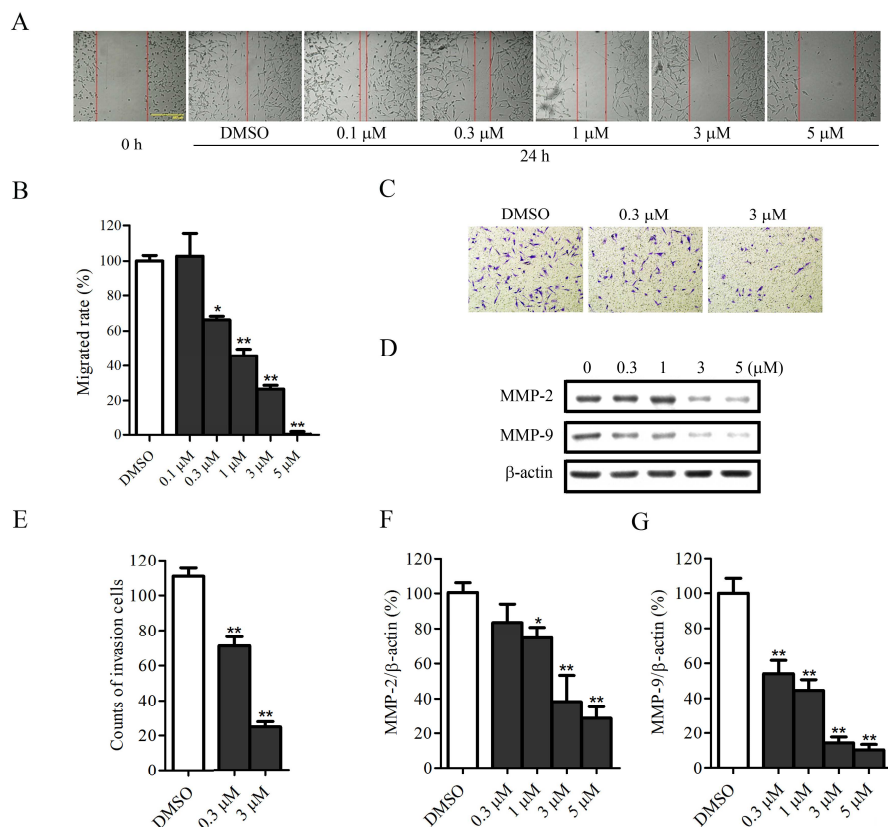 A
0 h
DMSO
0.1 μM
0.3 μM
1 μM
3 μM
5 μM
24 h
B
Migrated rate (%)
120
100
80
60
40
20
0
*
**
**
**
DMSO
0.1 μM
0.3 μM
1 μM
3 μM
5 μM
C
DMSO
0.3 μM
3 μM
D
0 0.3 1 3 5 (μM)
MMP-2
MMP-9
β-actin
E
Counts of invasion cells
120
100
80
60
40
20
0
**
**
DMSO
0.3 μM
3 μM
F
MMP-2/β-actin (%)
120
100
80
60
40
20
0
*
**
**
DMSO
0.3 μM
1 μM
3 μM
5 μM
G
MMP-9/β-actin (%)
120
100
80
60
40
20
0
**
**
**
**
DMSO
0.3 μM
1 μM
3 μM
5 μM